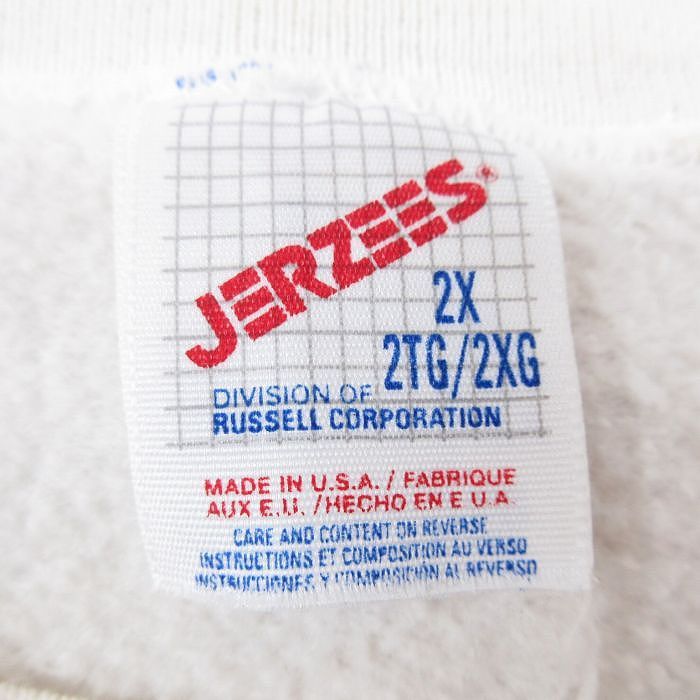 JERZEES®
2X
2TG/2XG
DIVISION OF
RUSSELL CORPORATION
MADE IN U.S.A. / FABRIQUE
AUX E.U. /HECHO EN E U A
CARE AND CONTENT ON REVERSE
INSTRUCTIONS ET COMPOSITION AU VERSO
INSTRUCCIONES Y COMPOSICIÓN AL REVERSO